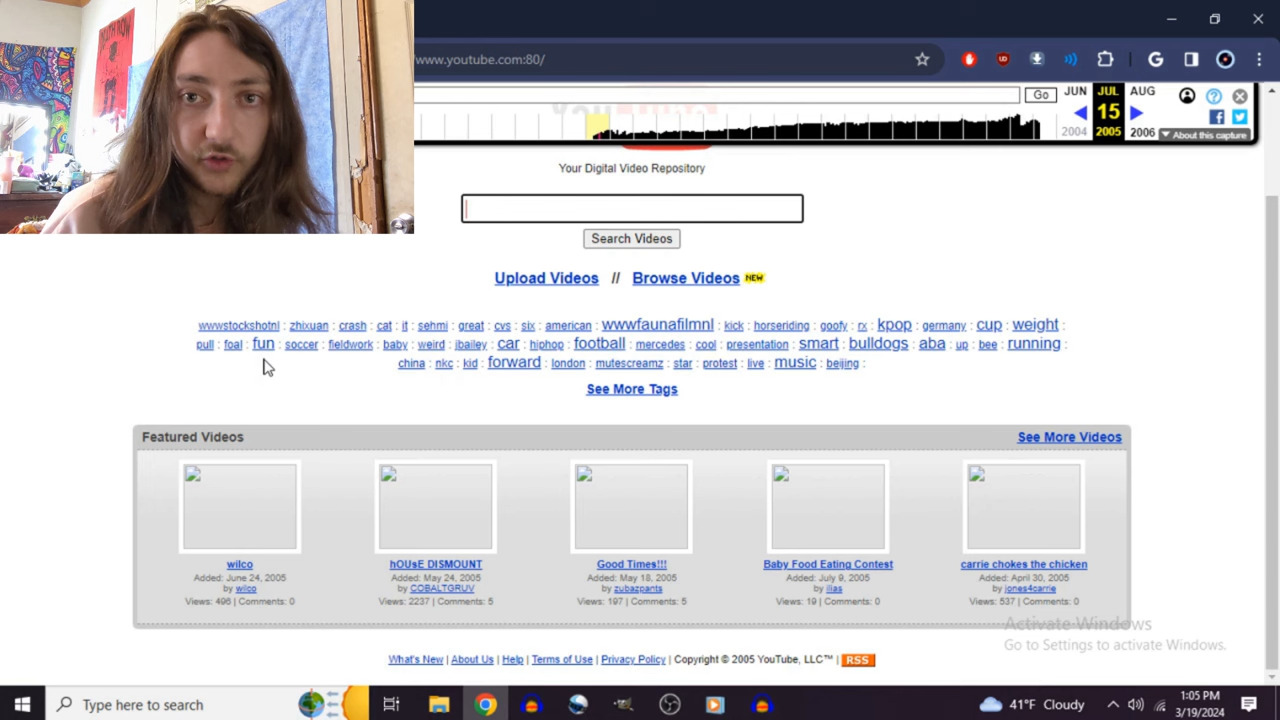 www.youtube.com:80/
Go
JUN JUL AUG
15
2004 2005 2006
About this capture
Your Digital Video Repository
Search Videos
Upload Videos // Browse Videos NEW
wwwstockshotnl : zhixuan : crash : cat : it : sehmi : great : cvs : six : american : wwwfaunafilmnl : kick : horseriding : goofy : rx : kpop : germany : cup : weight :
pull : foal : fun : soccer : fieldwork : baby : weird : jbailey : car : hiphop : football : mercedes : cool : presentation : smart : bulldogs : aba : up : bee : running :
china : nkc : kid : forward : london : mutescreamz : star : protest : live : music : beijing :
See More Tags
Featured Videos See More Videos
wilco hOUsE DISMOUNT Good Times!!! Baby Food Eating Contest carrie chokes the chicken
Added: June 24, 2005 Added: May 24, 2005 Added: May 18, 2005 Added: July 9, 2005 Added: April 30, 2005
by wilco by COBALTGRUV by zubazpants by ilias by jones4carrie
Views: 496 | Comments: 0 Views: 2237 | Comments: 5 Views: 197 | Comments: 5 Views: 19 | Comments: 0 Views: 537 | Comments: 0
Activate Windows
Go to Settings to activate Windows.
What's New | About Us | Help | Terms of Use | Privacy Policy | Copyright © 2005 YouTube, LLC™ | RSS
Type here to search
41°F Cloudy
1:05 PM
3/19/2024